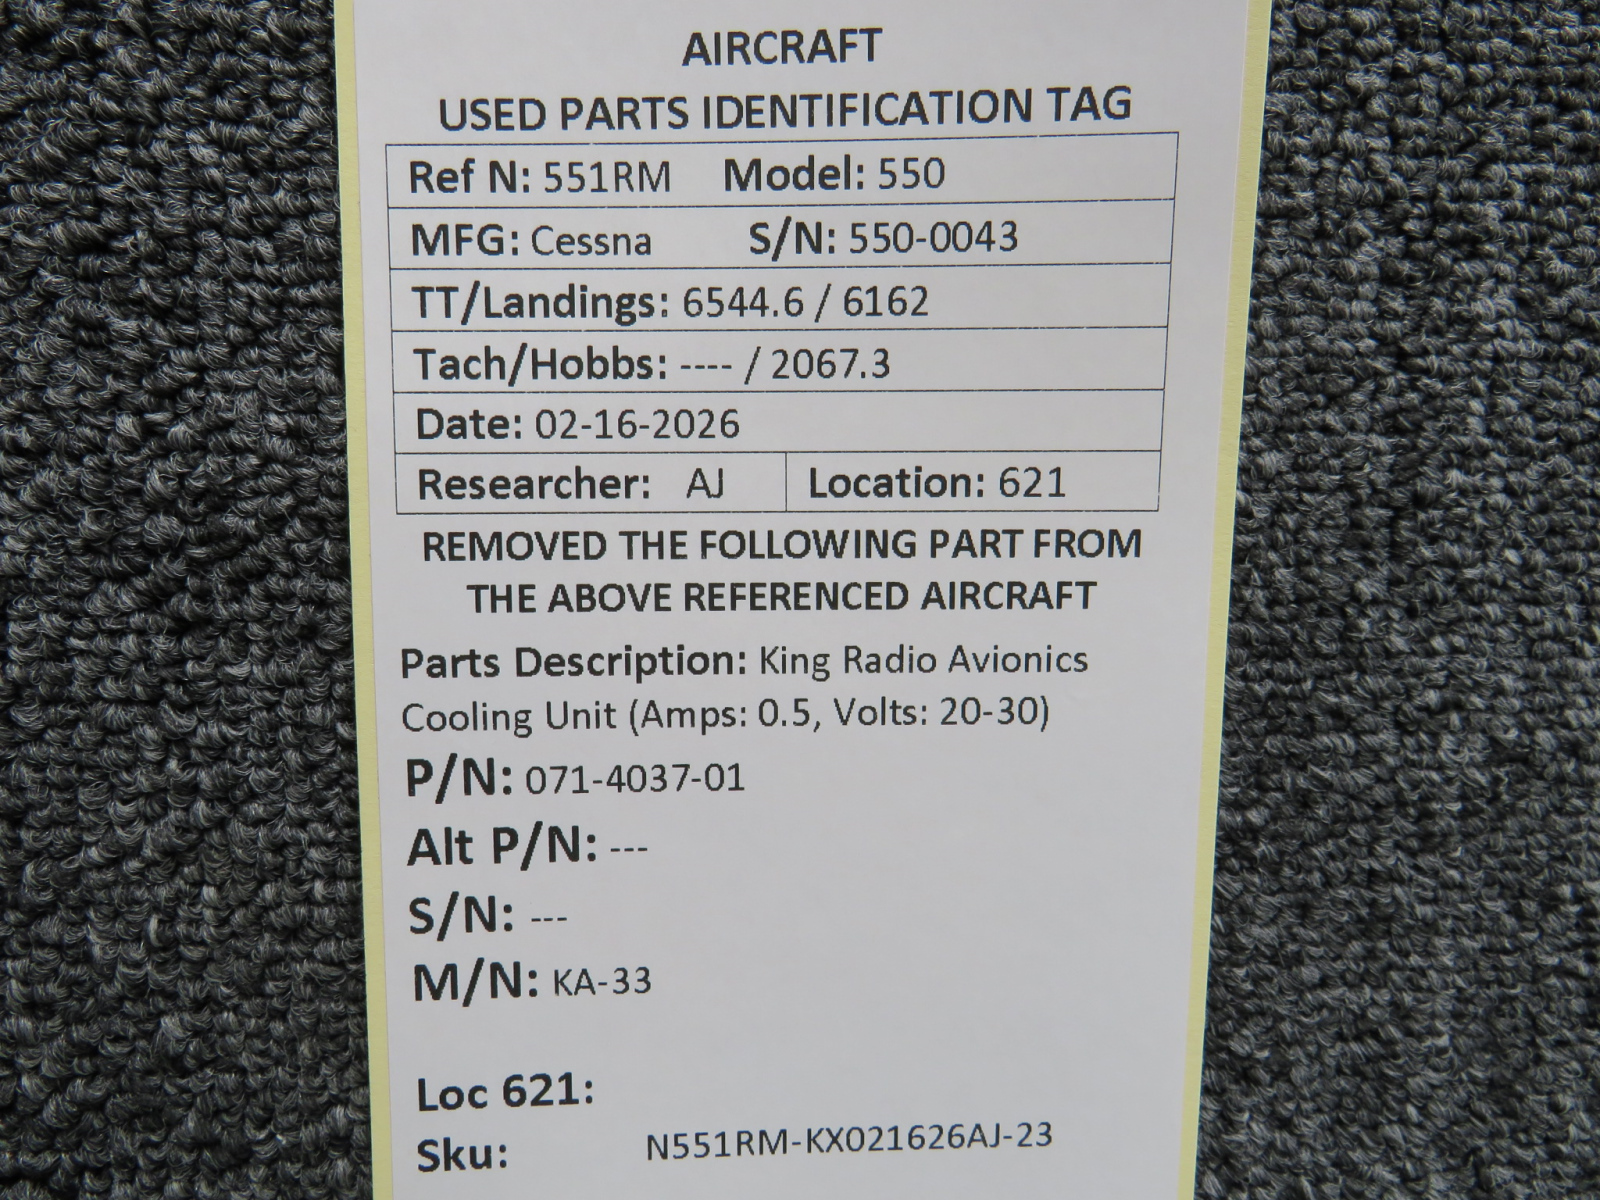 AIRCRAFT
USED PARTS IDENTIFICATION TAG
Ref N: 551RM Model: 550
MFG: Cessna S/N: 550-0043
TT/Landings: 6544.6 / 6162
Tach/Hobbs: ---- / 2067.3
Date: 02-16-2026
Researcher: AJ Location: 621
REMOVED THE FOLLOWING PART FROM
THE ABOVE REFERENCED AIRCRAFT
Parts Description: King Radio Avionics
Cooling Unit (Amps: 0.5, Volts: 20-30)
P/N: 071-4037-01
Alt P/N: ---
S/N: ---
M/N: KA-33
Loc 621:
Sku: N551RM-KX021626AJ-23